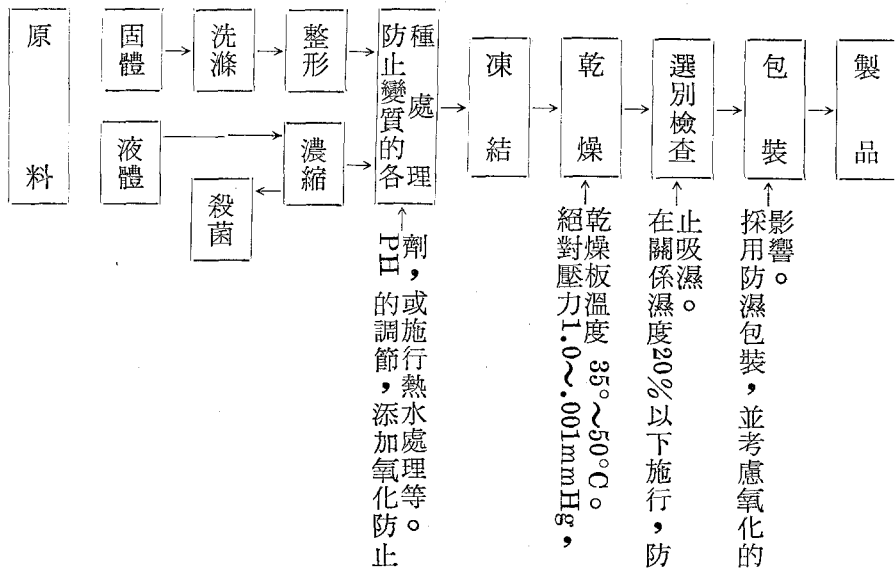 原料
固體
洗滌
整形
液體
濃縮
殺菌
防止變質的各
種處理
凍結
乾燥
選別檢查
包裝
製品
PH 的調節，添加氧化防止
劑，或施行熱水處理等。
絕對壓力1.0～.001mmHg，
乾燥板溫度 35°～50°C。
在關係濕度20%以下施行，防
止吸濕。
採用防濕包裝，並考慮氧化的
影響。